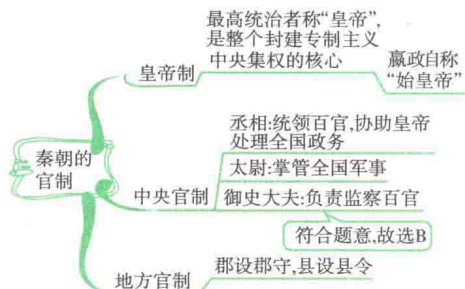 最高统治者称“皇帝”,
是整个封建专制主义
中央集权的核心
嬴政自称
“始皇帝”
皇帝制
秦朝的
官制
丞相:统领百官,协助皇帝
处理全国政务
太尉:掌管全国军事
中央官制
御史大夫:负责监察百官
符合题意,故选B
郡设郡守,县设县令
地方官制